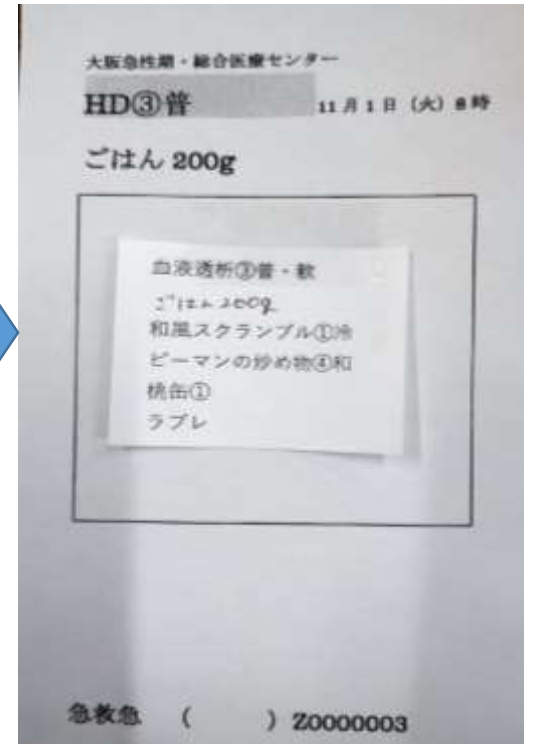 大阪急性期・総合医療センター
HD③普 11月1日（火）8時
ごはん 200g
血液透析③普・軟
ごはん200g
和風スクランブル①冷
ピーマンの炒め物④和
桃缶①
ラブレ
急救急 （ ） Z0000003